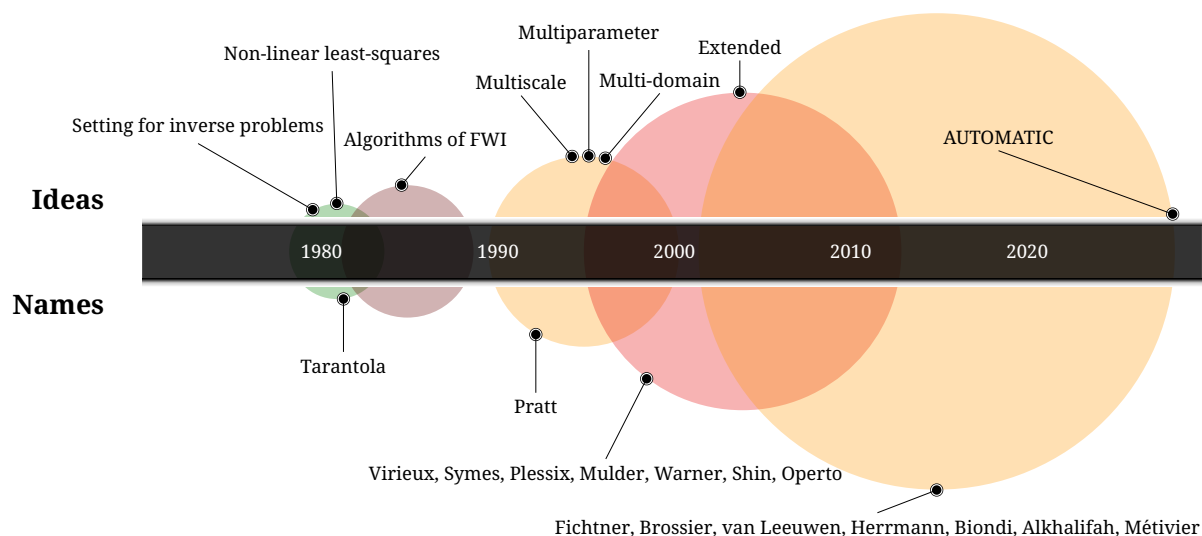 Multiparameter
Extended
Non-linear least-squares
Multiscale
Multi-domain
Setting for inverse problems
Algorithms of FWI
AUTOMATIC
Ideas
1980
1990
2000
2010
2020
Names
Tarantola
Pratt
Virieux, Symes, Plessix, Mulder, Warner, Shin, Operto
Fichtner, Brossier, van Leeuwen, Herrmann, Biondi, Alkhalifah, Métivier